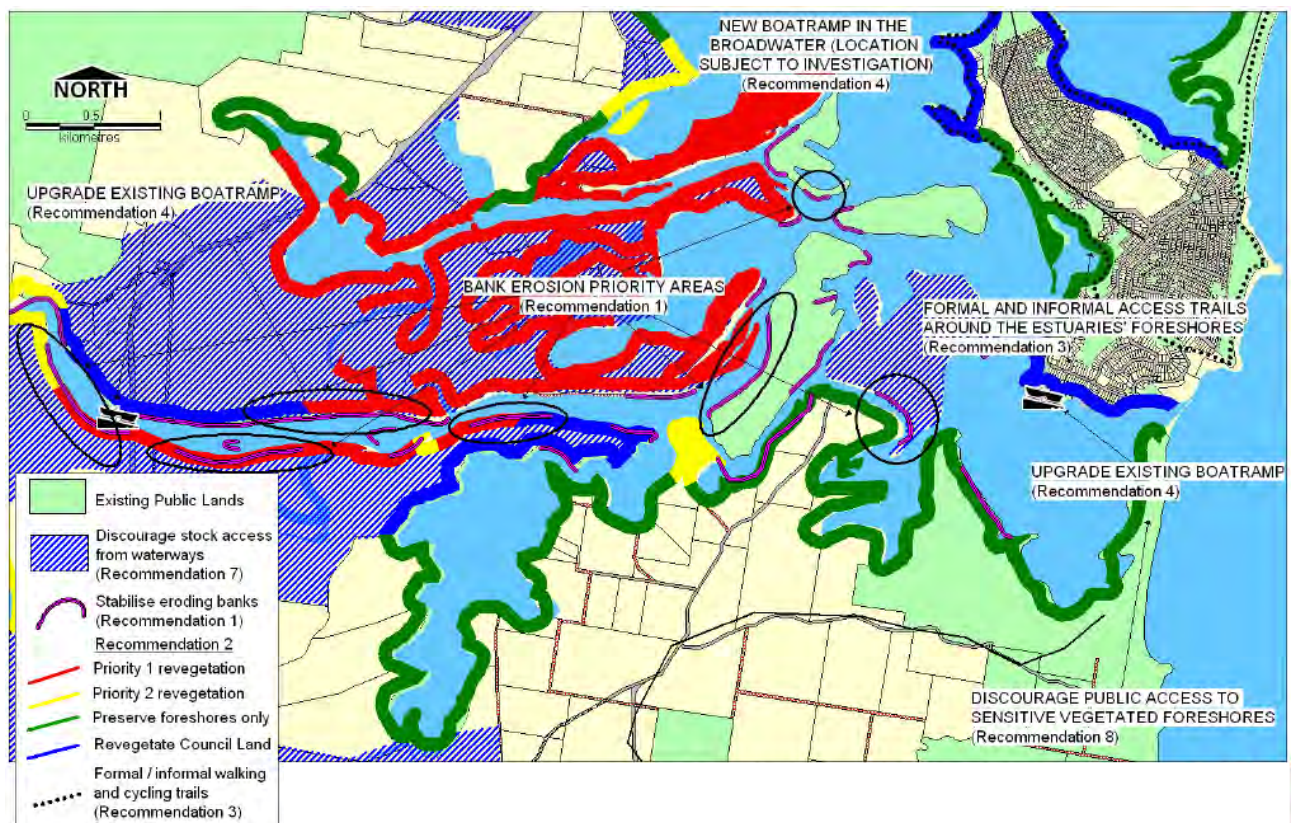 NEW BOATRAMP IN THE
BROADWATER (LOCATION
SUBJECT TO INVESTIGATION)
(Recommendation 4)
NORTH
0 0.5 1
kilometres
UPGRADE EXISTING BOATRAMP
(Recommendation 4)
BANK EROSION PRIORITY AREAS
(Recommendation 1)
FORMAL AND INFORMAL ACCESS TRAILS
AROUND THE ESTUARIES' FORESHORES
(Recommendation 3)
UPGRADE EXISTING BOATRAMP
(Recommendation 4)
DISCOURAGE PUBLIC ACCESS TO
SENSITIVE VEGETATED FORESHORES
(Recommendation 8)
Existing Public Lands
Discourage stock access
from waterways
(Recommendation 7)
Stabilise eroding banks
(Recommendation 1)
Recommendation 2
Priority 1 revegetation
Priority 2 revegetation
Preserve foreshores only
Revegetate Council Land
Formal / informal walking
and cycling trails
(Recommendation 3)